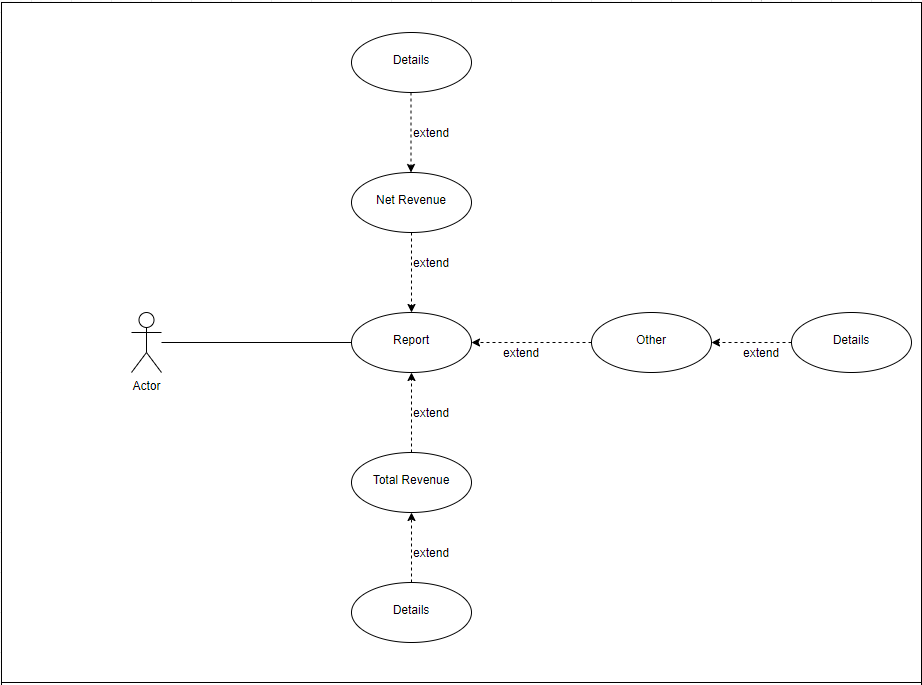 Details
extend
Net Revenue
extend
Report
Other
Details
extend
extend
Actor
extend
Total Revenue
extend
Details